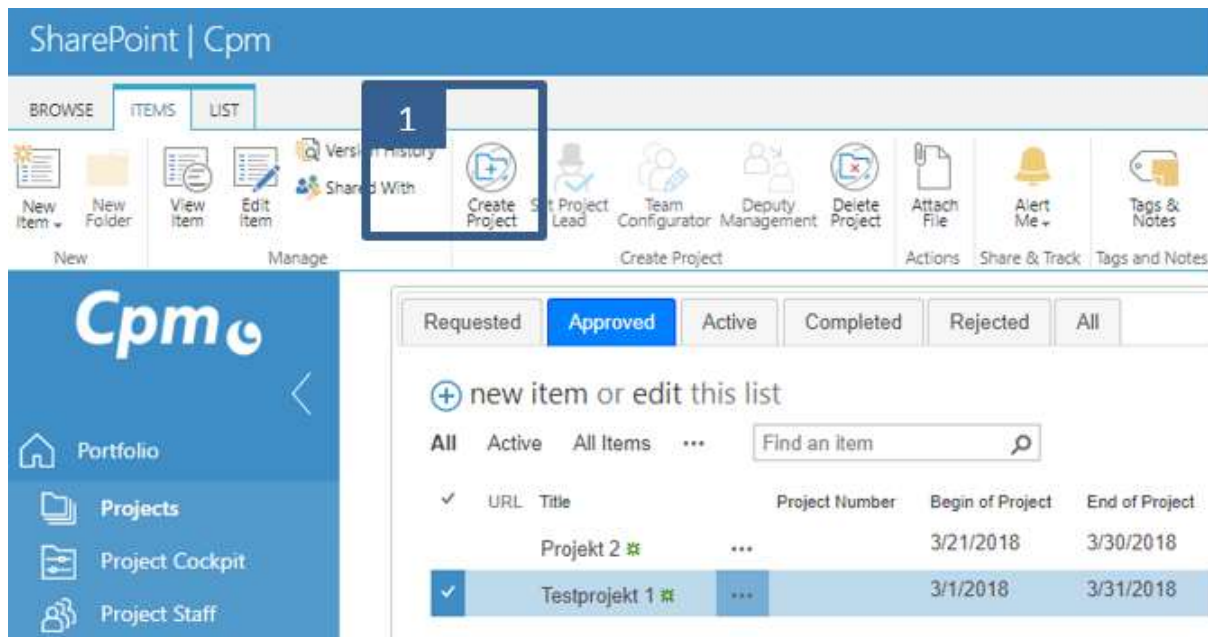 SharePoint | Cpm
BROWSE ITEMS LIST
1
Version History
Shared With
New Item
New Folder
View Item
Edit Item
Create Project
Set Project Lead
Team Configurator
Deputy Management
Delete Project
Attach File
Alert Me
Tags & Notes
New Manage Create Project Actions Share & Track Tags and Notes
Cpm
Requested Approved Active Completed Rejected All
new item or edit this list
All Active All Items ... Find an item
Portfolio
Projects
Project Cockpit
Project Staff
URL Title Project Number Begin of Project End of Project
Projekt 2 ... 3/21/2018 3/30/2018
Testprojekt 1 ... 3/1/2018 3/31/2018